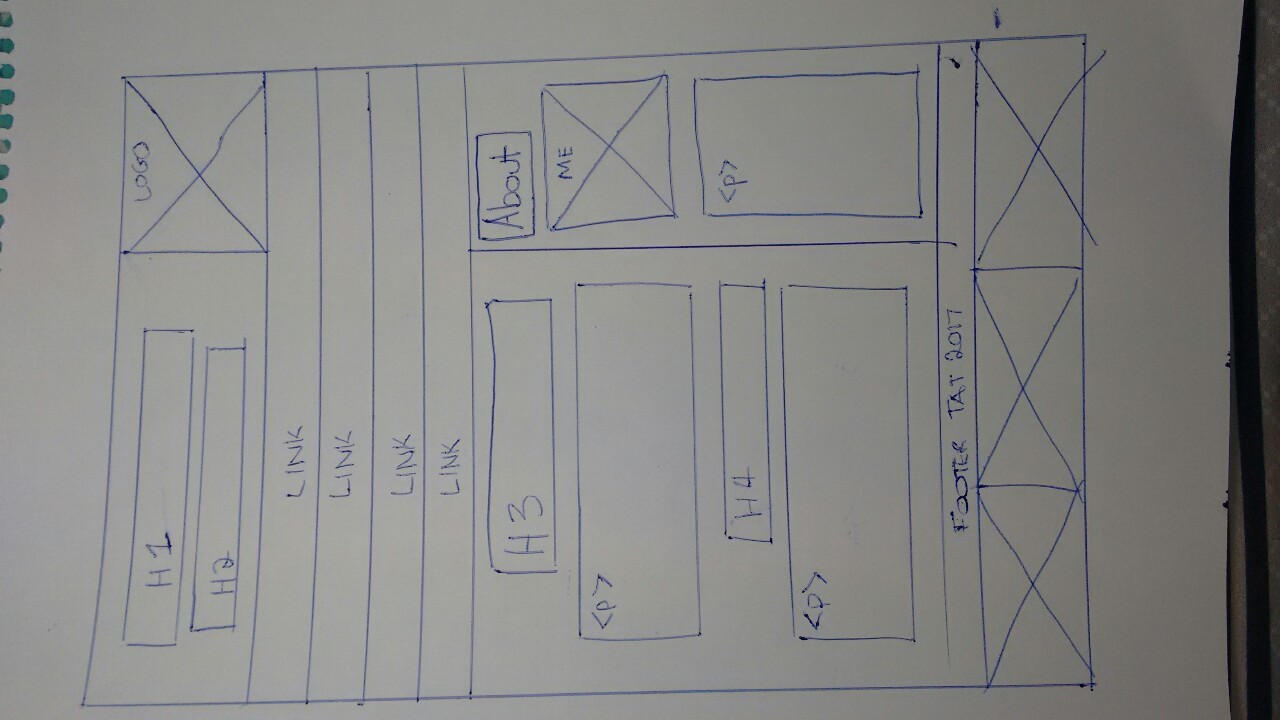 H1
H2
LOGO
LINK
LINK
LINK
LINK
H3
<p>
H4
<p>
About
ME
<p>
FOOTER TAT 2017